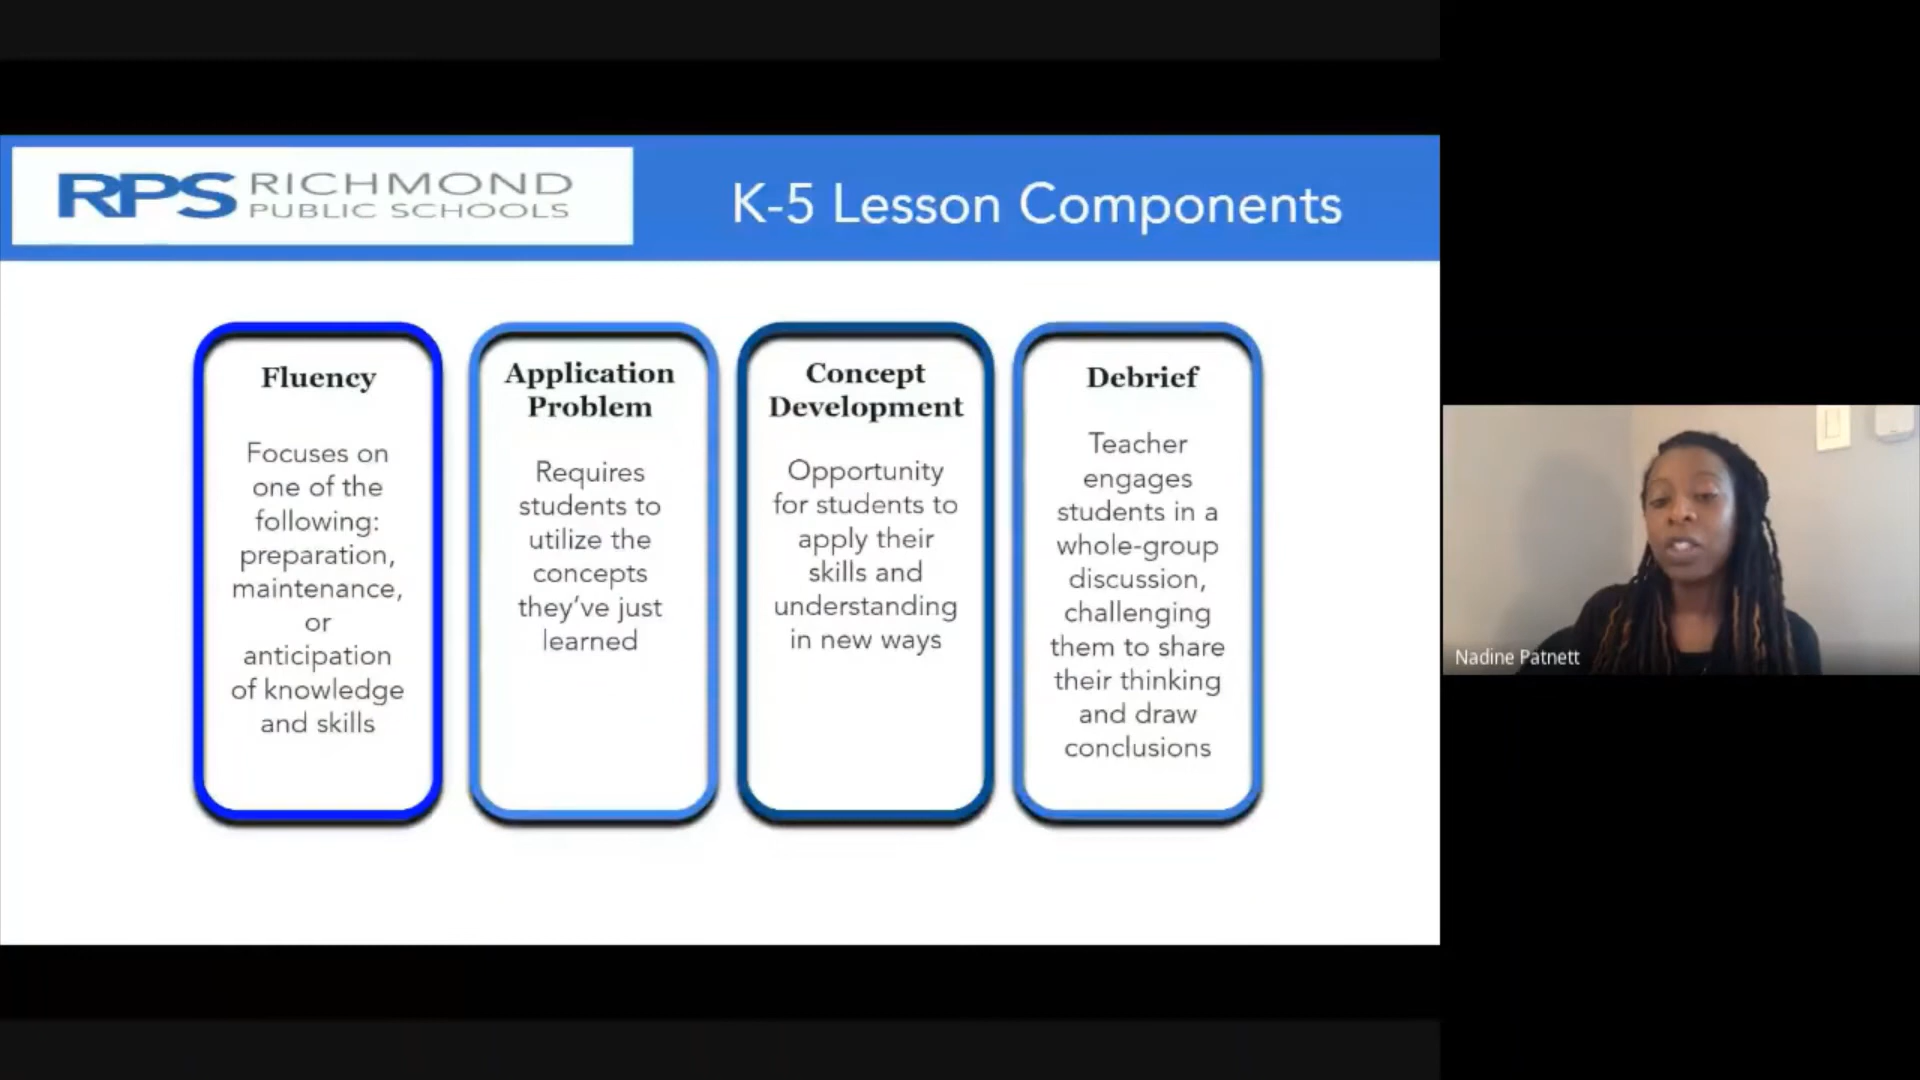 RPS RICHMOND
PUBLIC SCHOOLS
K-5 Lesson Components
Fluency
Focuses on
one of the
following:
preparation,
maintenance,
or
anticipation
of knowledge
and skills
Application
Problem
Requires
students to
utilize the
concepts
they've just
learned
Concept
Development
Opportunity
for students to
apply their
skills and
understanding
in new ways
Debrief
Teacher
engages
students in a
whole-group
discussion,
challenging
them to share
their thinking
and draw
conclusions
Nadine Patnett